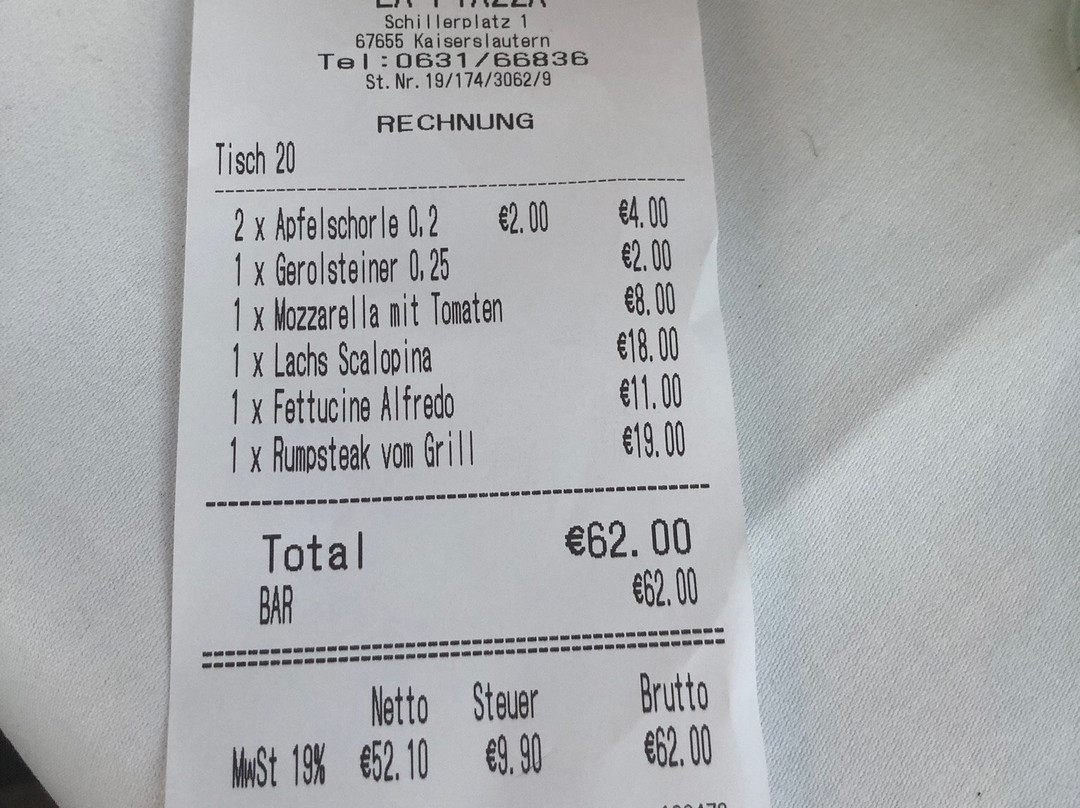 LA PIAZZA
Schillerplatz 1
67655 Kaiserslautern
Tel:0631/66836
St.Nr.19/174/3062/9
RECHNUNG
Tisch 20
2 x Apfelschorle 0,2 €2.00 €4.00
1 x Gerolsteiner 0,25 €2.00
1 x Mozzarella mit Tomaten €8.00
1 x Lachs Scalopina €18.00
1 x Fettucine Alfredo €11.00
1 x Rumpsteak vom Grill €19.00
Total €62.00
BAR €62.00
Netto Steuer Brutto
MwSt 19% €52.10 €9.90 €62.00